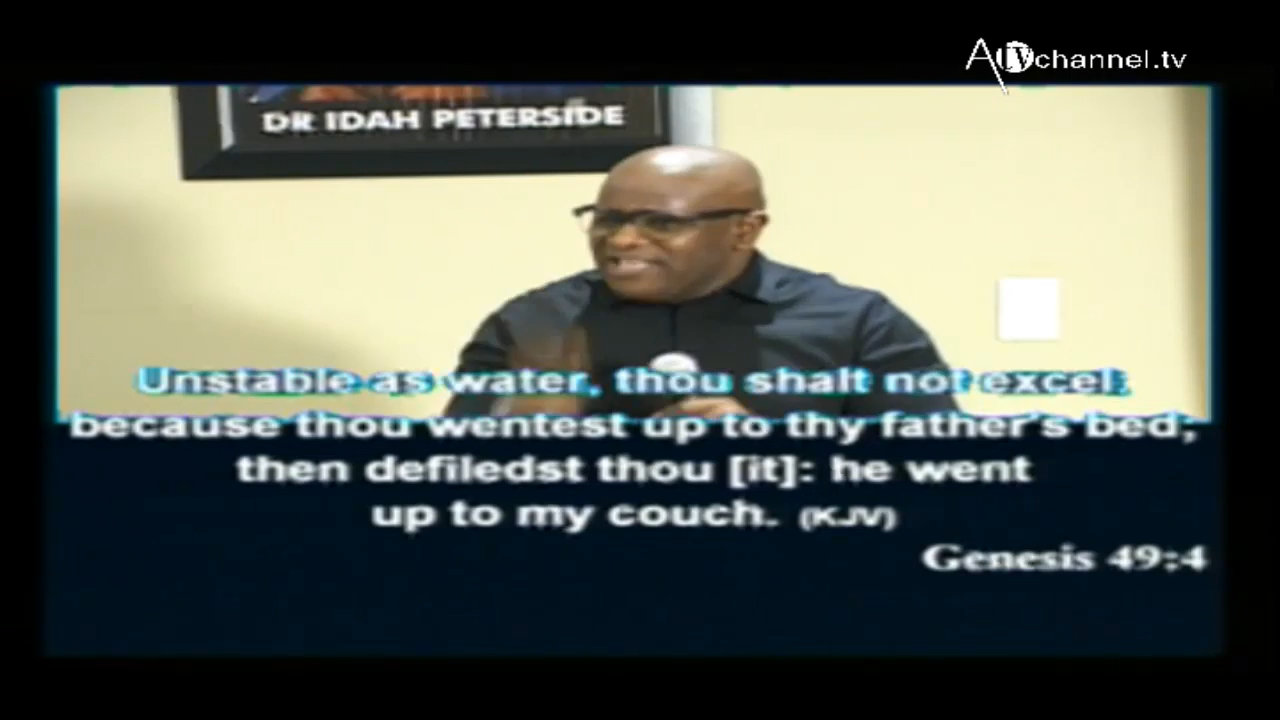 channel.tv
DR IDAH PETERSIDE
Unstable as water, thou shalt not excel;
because thou wentest up to thy father's bed;
then defiledst thou [it]: he went
up to my couch. (KJV)
Genesis 49:4